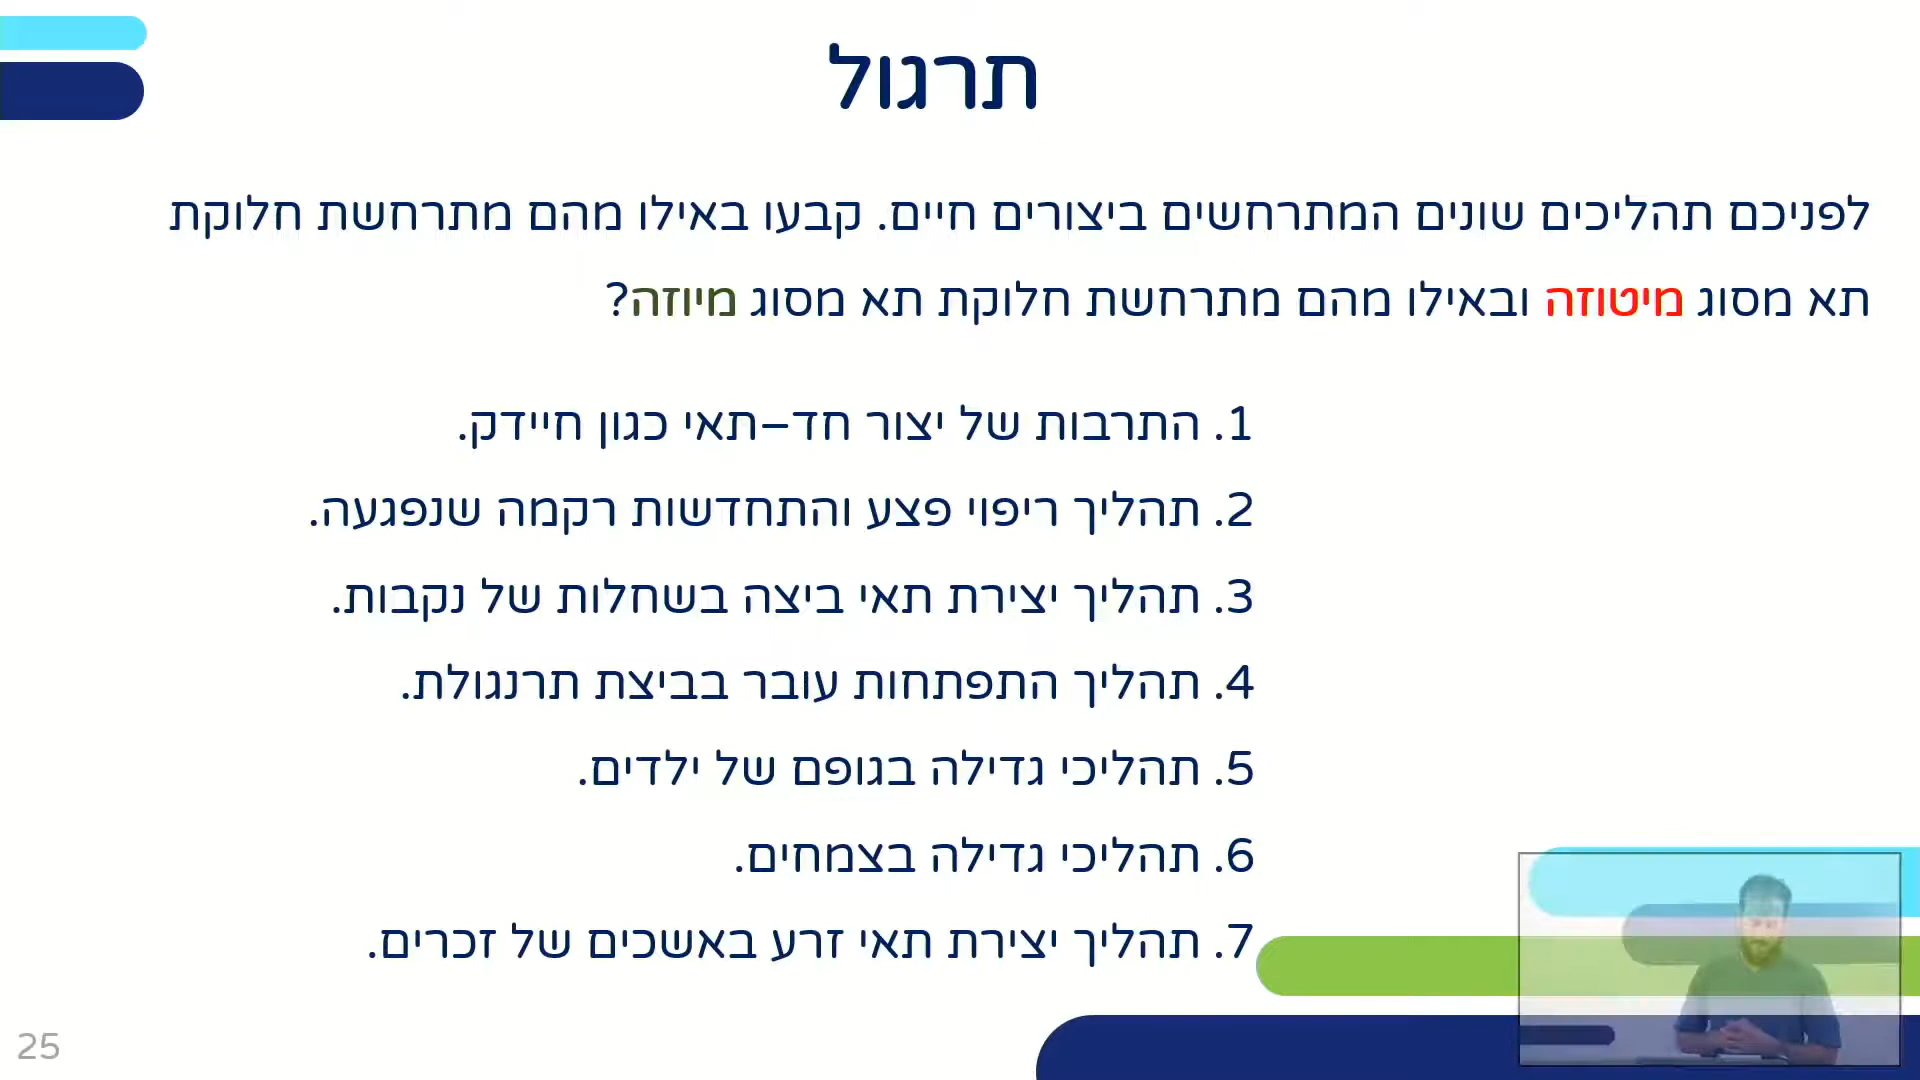 תרגול
לפניכם תהליכים שונים המתרחשים ביצורים חיים. קבעו באילו מהם מתרחשת חלוקת
תא מסוג מיטוזה ובאילו מהם מתרחשת חלוקת תא מסוג מיוזה?
1. התרבות של יצור חד–תאי כגון חיידק.
2. תהליך ריפוי פצע והתחדשות רקמה שנפגעה.
3. תהליך יצירת תאי ביצה בשחלות של נקבות.
4. תהליך התפתחות עובר בביצת תרנגולת.
5. תהליכי גדילה בגופם של ילדים.
6. תהליכי גדילה בצמחים.
7. תהליך יצירת תאי זרע באשכים של זכרים.
25